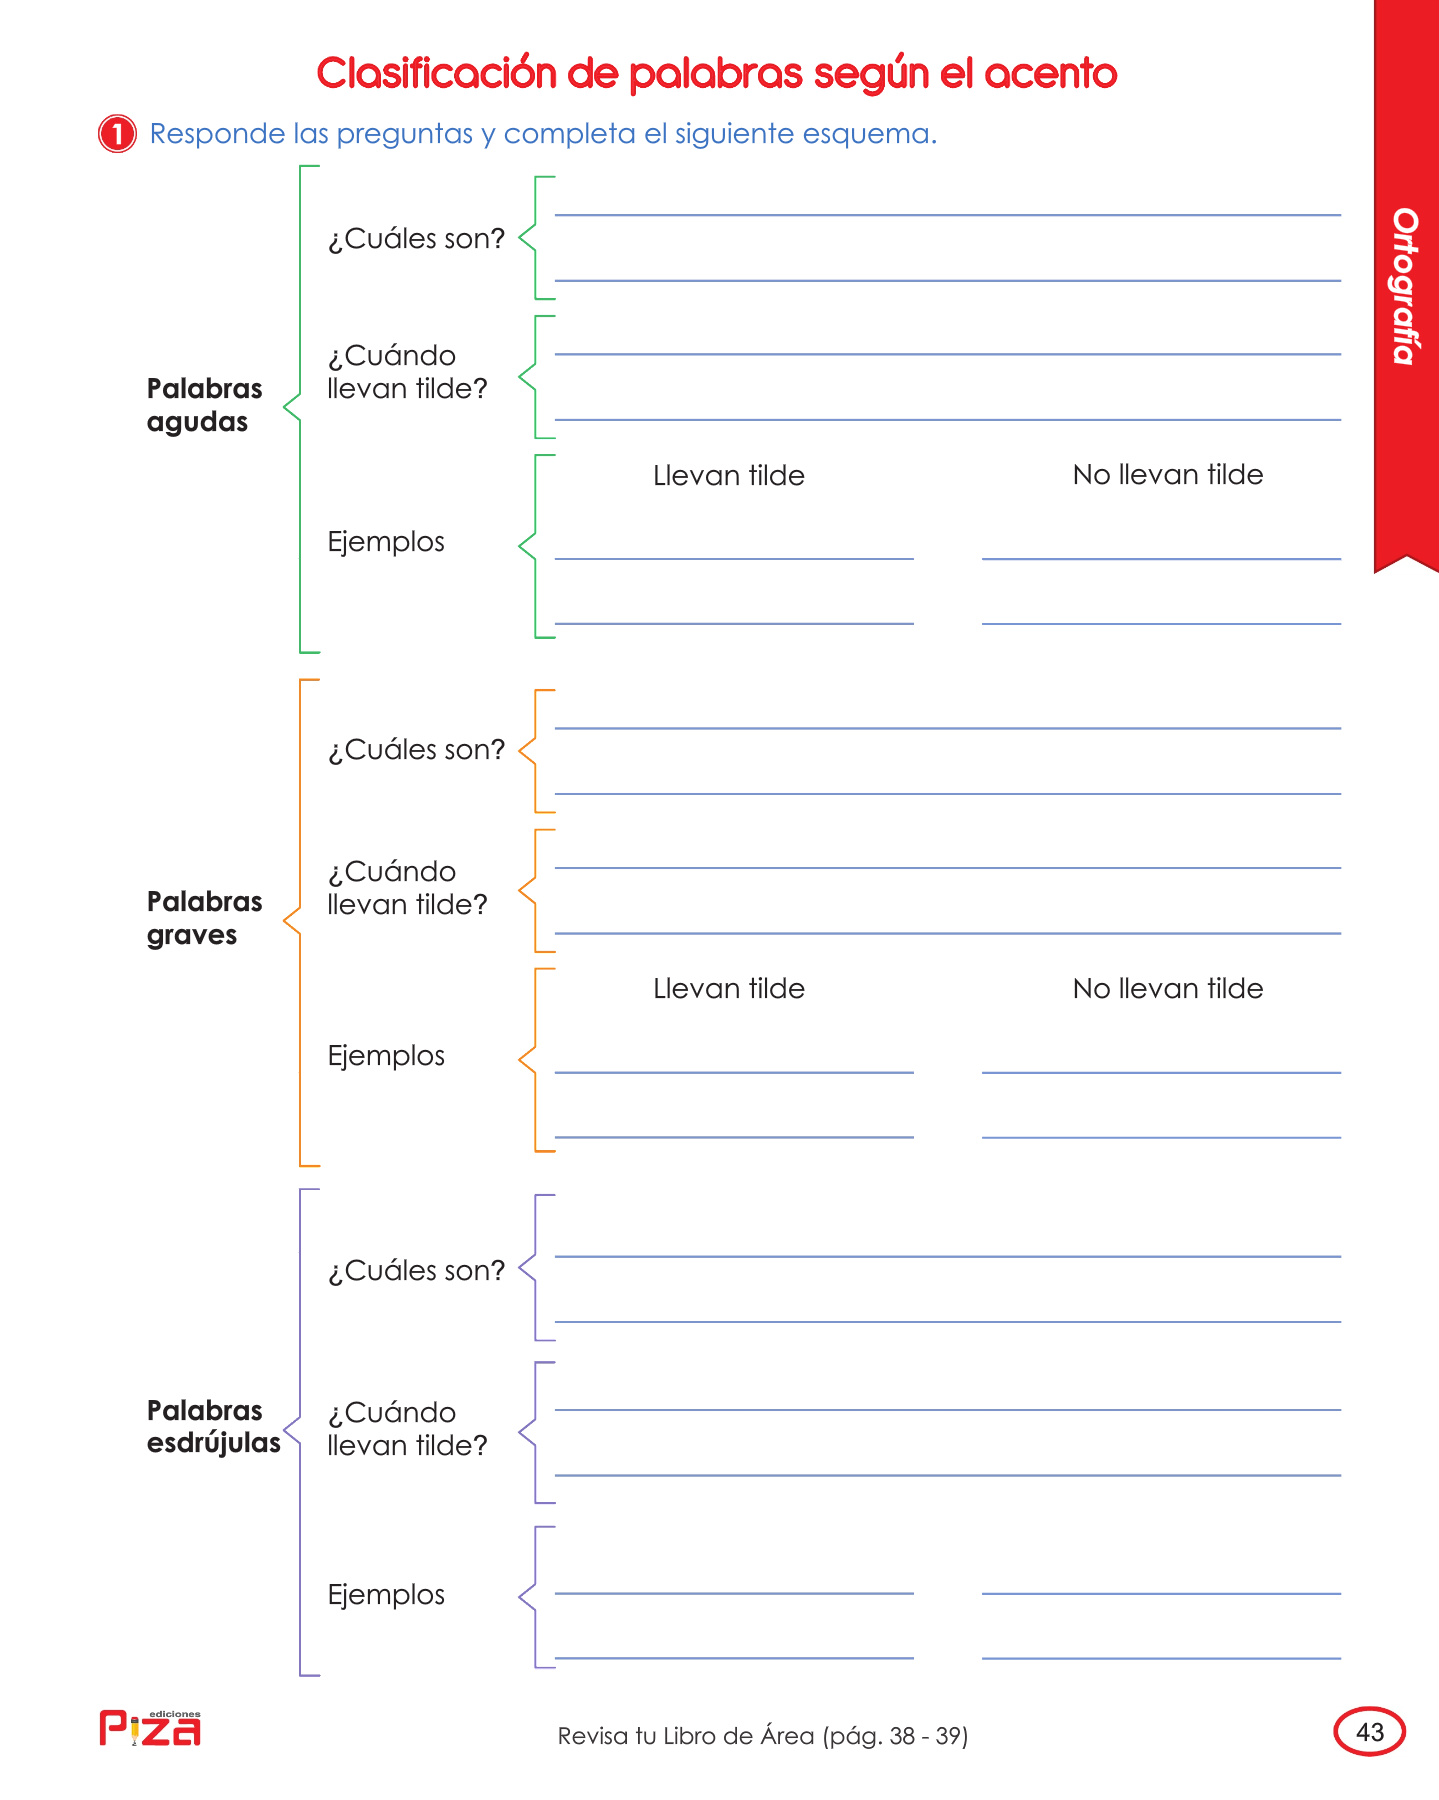 Clasificación de palabras según el acento
1 Responde las preguntas y completa el siguiente esquema.
Ortografía
Palabras
agudas
¿Cuáles son?
¿Cuándo
llevan tilde?
Ejemplos
Llevan tilde
No llevan tilde
Palabras
graves
¿Cuáles son?
¿Cuándo
llevan tilde?
Ejemplos
Llevan tilde
No llevan tilde
Palabras
esdrújulas
¿Cuáles son?
¿Cuándo
llevan tilde?
Ejemplos
ediciones
Piza
Revisa tu Libro de Área (pág. 38 - 39)
43